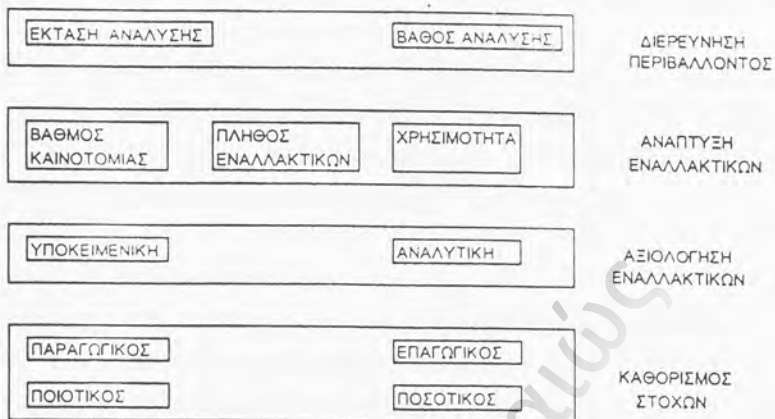 ΕΚΤΑΣΗ ΑΝΑΛΥΣΗΣ
ΒΑΘΟΣ ΑΝΑΛΥΣΗΣ
ΔΙΕΡΕΥΝΗΣΗ
ΠΕΡΙΒΑΛΛΟΝΤΟΣ
ΒΑΘΜΟΣ
ΚΑΙΝΟΤΟΜΙΑΣ
ΠΛΗΘΟΣ
ΕΝΑΛΛΑΚΤΙΚΩΝ
ΧΡΗΣΙΜΟΤΗΤΑ
ΑΝΑΠΤΥΞΗ
ΕΝΑΛΛΑΚΤΙΚΩΝ
ΥΠΟΚΕΙΜΕΝΙΚΗ
ΑΝΑΛΥΤΙΚΗ
ΑΞΙΟΛΟΓΗΣΗ
ΕΝΑΛΛΑΚΤΙΚΩΝ
ΠΑΡΑΓΩΓΙΚΟΣ
ΕΠΑΓΩΓΙΚΟΣ
ΠΟΙΟΤΙΚΟΣ
ΠΟΣΟΤΙΚΟΣ
ΚΑΘΟΡΙΣΜΟΣ
ΣΤΟΧΩΝ